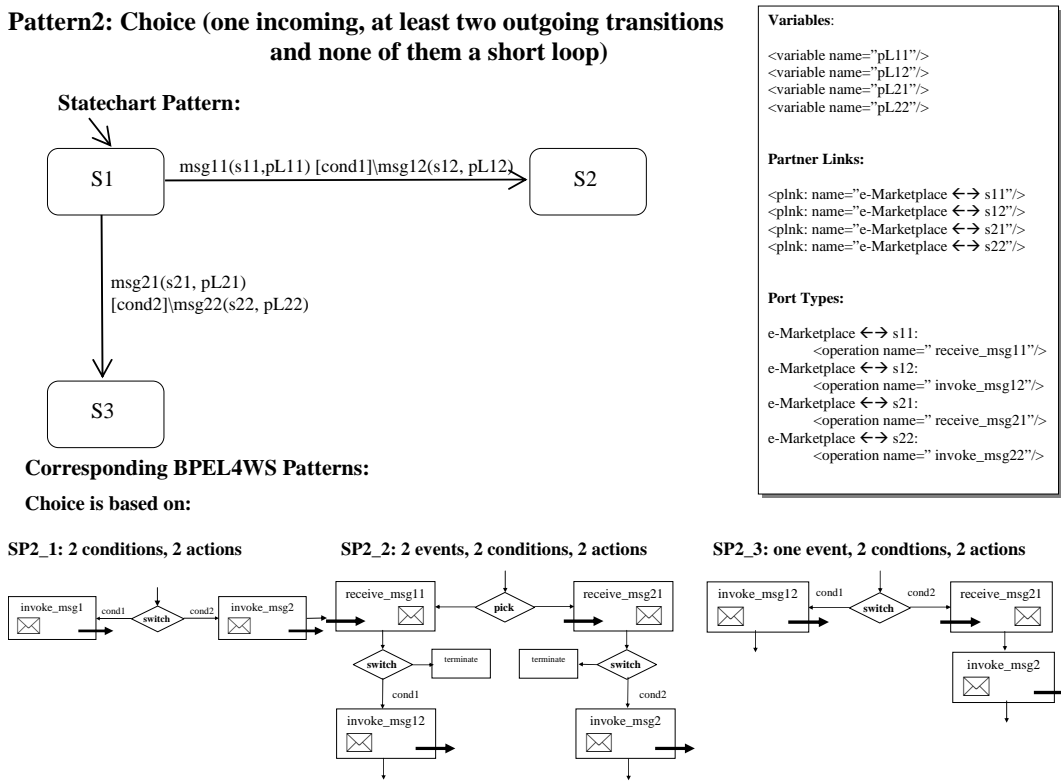 Pattern2: Choice (one incoming, at least two outgoing transitions
and none of them a short loop)
Statechart Pattern:
S1
msg11(s11,pL11) [cond1]\msg12(s12, pL12)
S2
msg21(s21, pL21)
[cond2]\msg22(s22, pL22)
S3
Variables:
<variable name=”pL11”/>
<variable name=”pL12”/>
<variable name=”pL21”/>
<variable name=”pL22”/>
Partner Links:
<plnk: name=”e-Marketplace ←→ s11”/>
<plnk: name=”e-Marketplace ←→ s12”/>
<plnk: name=”e-Marketplace ←→ s21”/>
<plnk: name=”e-Marketplace ←→ s22”/>
Port Types:
e-Marketplace ←→ s11:
<operation name=” receive_msg11”/>
e-Marketplace ←→ s12:
<operation name=” invoke_msg12”/>
e-Marketplace ←→ s21:
<operation name=” receive_msg21”/>
e-Marketplace ←→ s22:
<operation name=” invoke_msg22”/>
Corresponding BPEL4WS Patterns:
Choice is based on:
SP2_1: 2 conditions, 2 actions
invoke_msg1
cond1
switch
cond2
invoke_msg2
SP2_2: 2 events, 2 conditions, 2 actions
receive_msg11
pick
receive_msg21
switch
terminate
terminate
switch
cond1
cond2
invoke_msg12
invoke_msg2
SP2_3: one event, 2 condtions, 2 actions
invoke_msg12
cond1
switch
cond2
receive_msg21
invoke_msg2